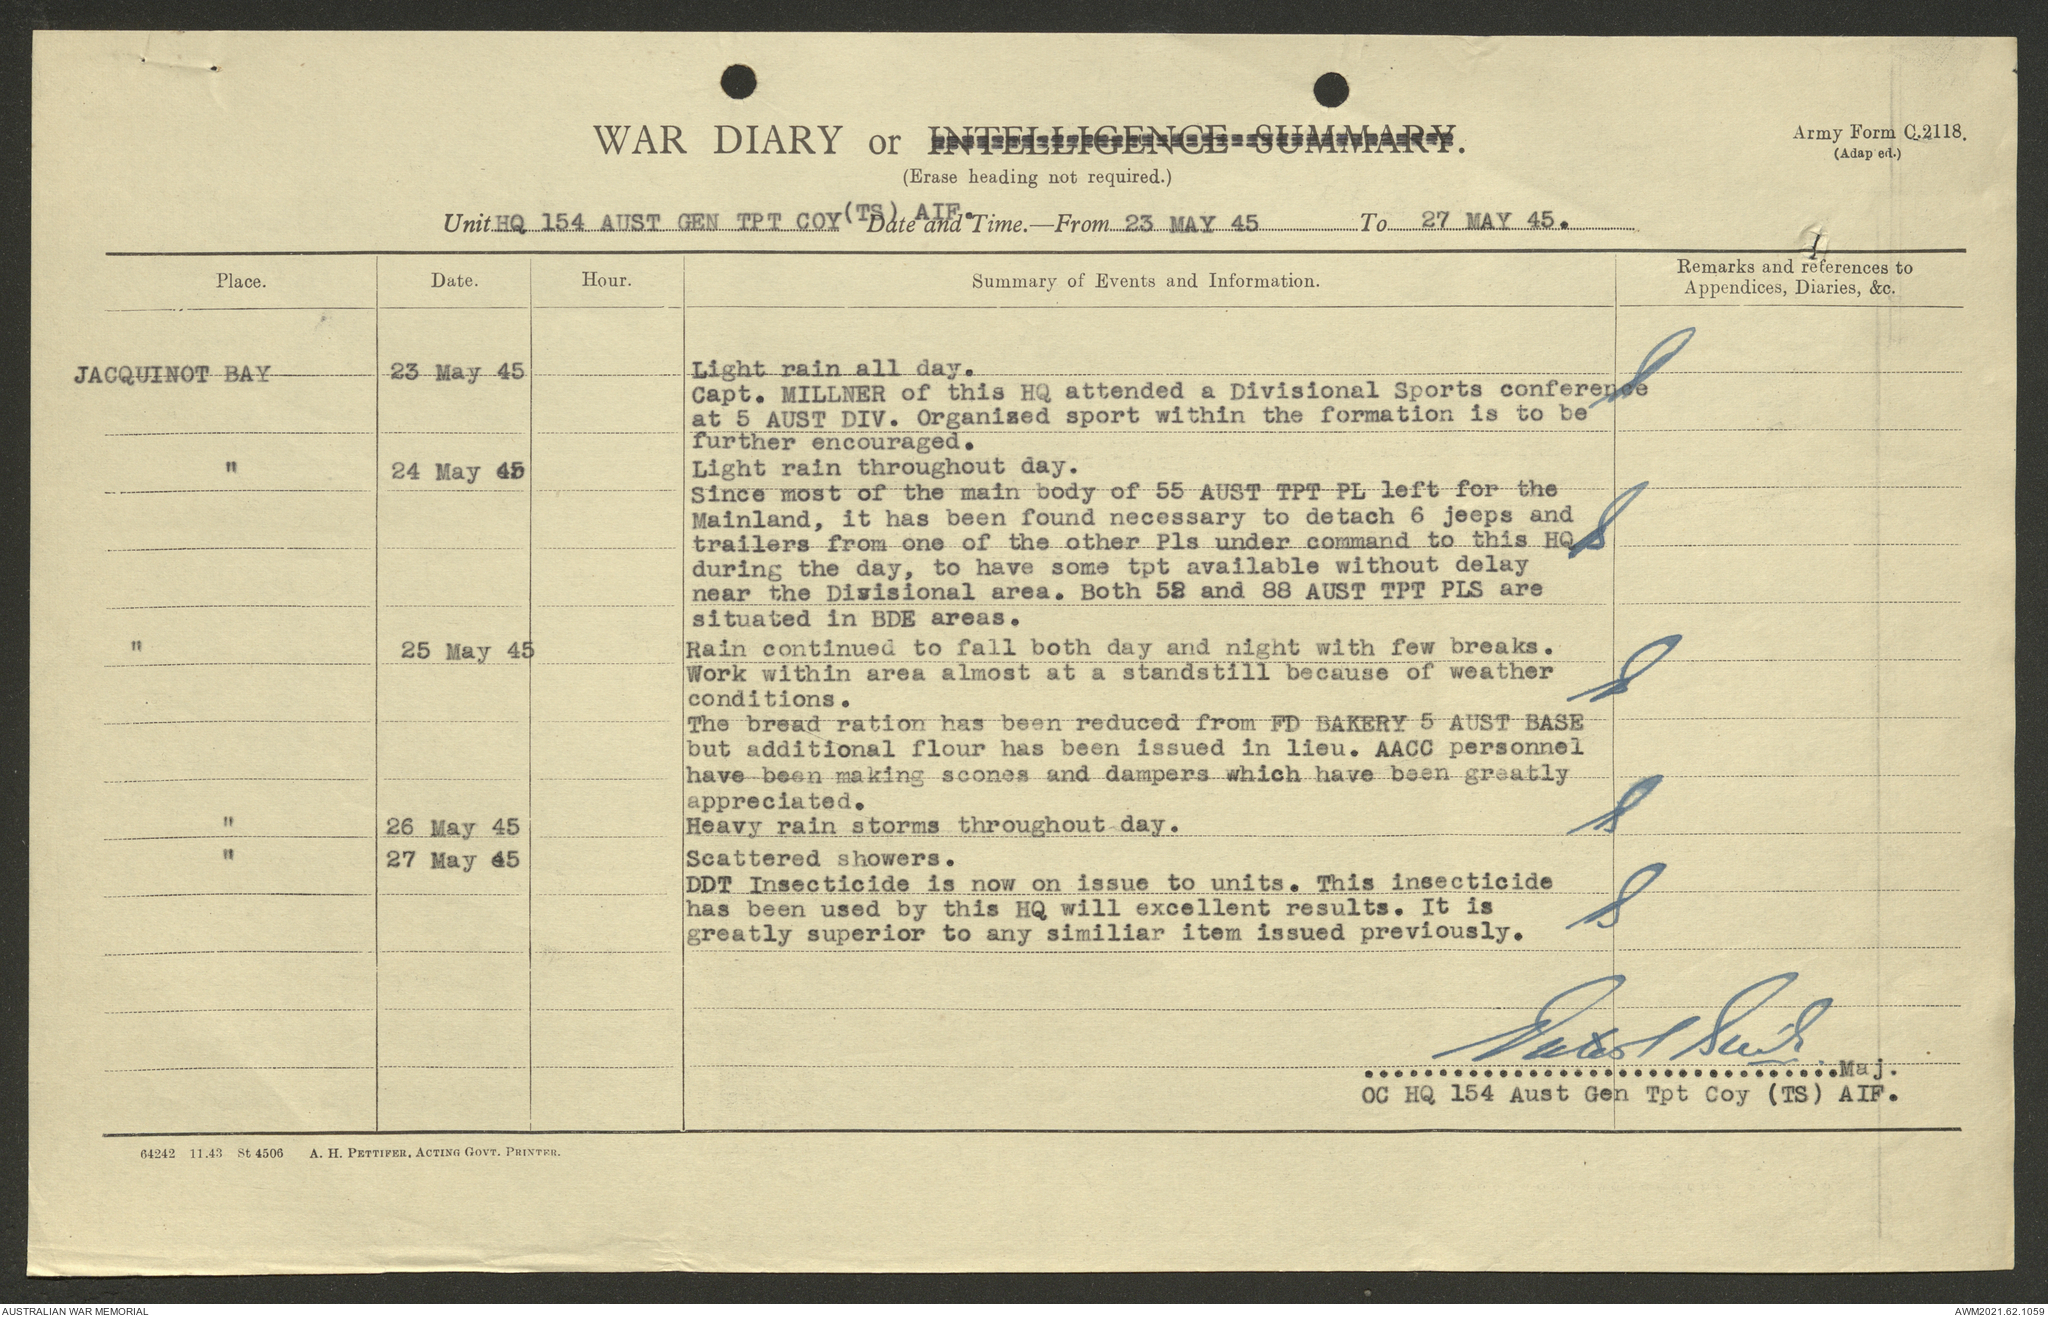 WAR DIARY or INTELLIGENCE SUMMARY.
Army Form C.2118.
(Adap ed.)
(Erase heading not required.)
Unit HQ 154 AUST GEN TPT COY (TS) AIF. Date and Time.—From 23 MAY 45 To 27 MAY 45.
1
Place. Date. Hour. Summary of Events and Information. Remarks and references to
Appendices, Diaries, &c.
JACQUINOT BAY 23 May 45 Light rain all day.
Capt. MILLNER of this HQ attended a Divisional Sports conference
at 5 AUST DIV. Organised sport within the formation is to be
further encouraged.
" 24 May 45 Light rain throughout day.
Since most of the main body of 55 AUST TPT PL left for the
Mainland, it has been found necessary to detach 6 jeeps and
trailers from one of the other Pls under command to this HQ
during the day, to have some tpt available without delay
near the Divisional area. Both 52 and 88 AUST TPT PLS are
situated in BDE areas.
" 25 May 45 Rain continued to fall both day and night with few breaks.
Work within area almost at a standstill because of weather
conditions.
The bread ration has been reduced from FD BAKERY 5 AUST BASE
but additional flour has been issued in lieu. AACC personnel
have been making scones and dampers which have been greatly
appreciated.
" 26 May 45 Heavy rain storms throughout day.
" 27 May 45 Scattered showers.
DDT Insecticide is now on issue to units. This insecticide
has been used by this HQ will excellent results. It is
greatly superior to any similiar item issued previously.
Maj.
OC HQ 154 Aust Gen Tpt Coy (TS) AIF.
64242 11.43 St 4506 A. H. PETTIFER, ACTING GOVT. PRINTER.
AUSTRALIAN WAR MEMORIAL
AWM2021.62.1059